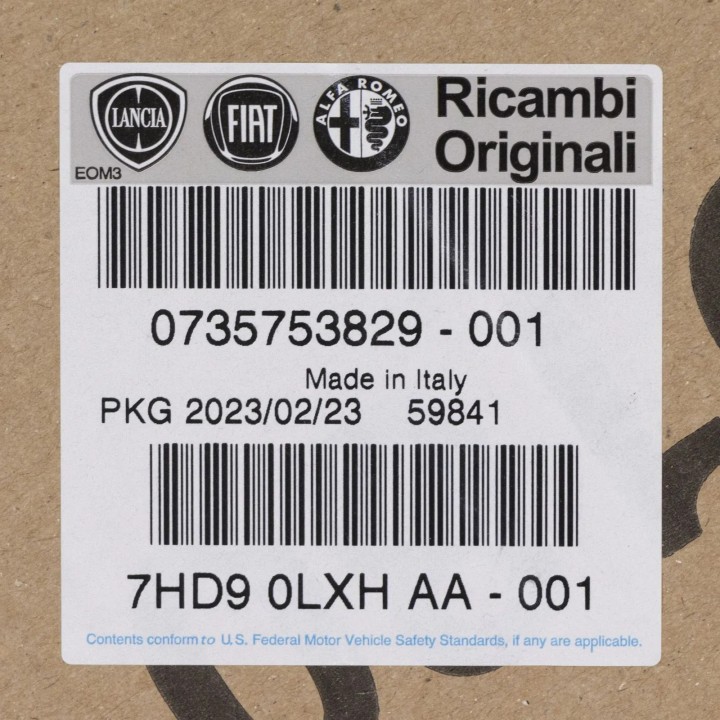 LANCIA
FIAT
ALFA ROMEO
Ricambi
Originali
EOM3
0735753829 - 001
Made in Italy
PKG 2023/02/23 59841
7HD9 0LXH AA - 001
Contents conform to U.S. Federal Motor Vehicle Safety Standards, if any are applicable.